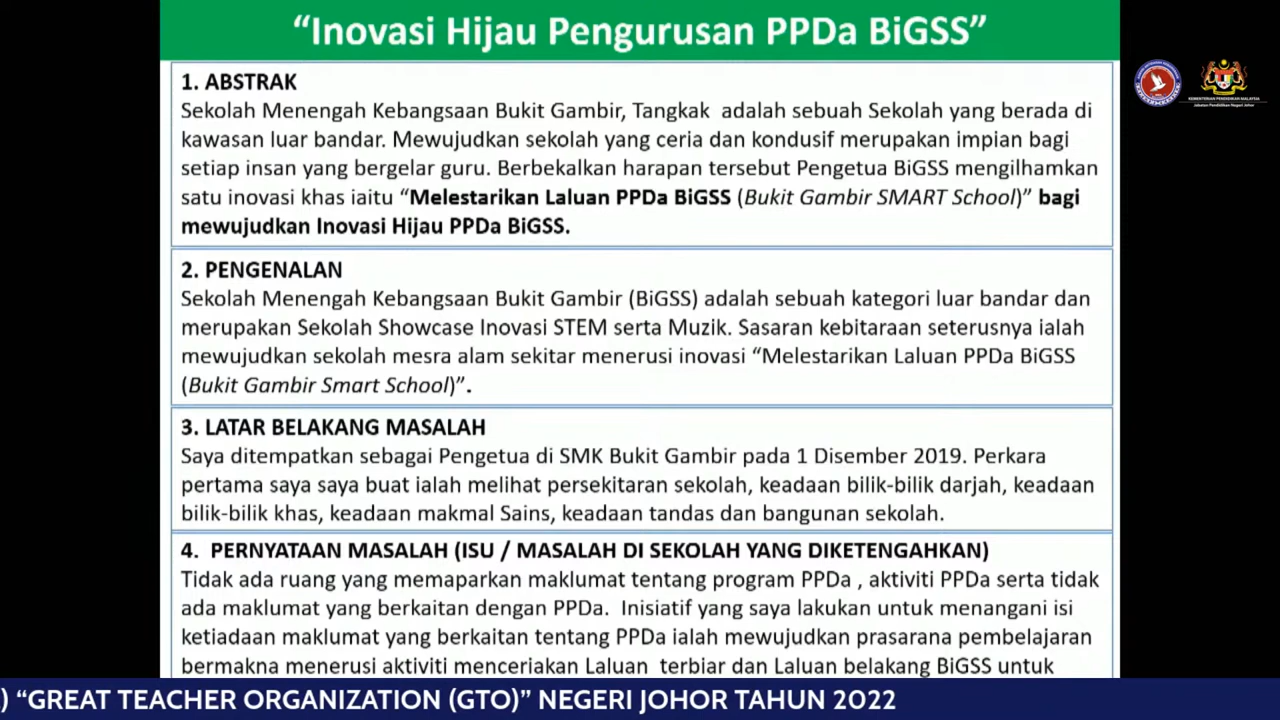 “Inovasi Hijau Pengurusan PPDa BiGSS”
1. ABSTRAK
Sekolah Menengah Kebangsaan Bukit Gambir, Tangkak adalah sebuah Sekolah yang berada di
kawasan luar bandar. Mewujudkan sekolah yang ceria dan kondusif merupakan impian bagi
setiap insan yang bergelar guru. Berbekalkan harapan tersebut Pengetua BiGSS mengilhamkan
satu inovasi khas iaitu “Melestarikan Laluan PPDa BiGSS (Bukit Gambir SMART School)” bagi
mewujudkan Inovasi Hijau PPDa BiGSS.
2. PENGENALAN
Sekolah Menengah Kebangsaan Bukit Gambir (BiGSS) adalah sebuah kategori luar bandar dan
merupakan Sekolah Showcase Inovasi STEM serta Muzik. Sasaran kebitaraan seterusnya ialah
mewujudkan sekolah mesra alam sekitar menerusi inovasi “Melestarikan Laluan PPDa BiGSS
(Bukit Gambir Smart School)”.
3. LATAR BELAKANG MASALAH
Saya ditempatkan sebagai Pengetua di SMK Bukit Gambir pada 1 Disember 2019. Perkara
pertama saya saya buat ialah melihat persekitaran sekolah, keadaan bilik-bilik darjah, keadaan
bilik-bilik khas, keadaan makmal Sains, keadaan tandas dan bangunan sekolah.
4. PERNYATAAN MASALAH (ISU / MASALAH DI SEKOLAH YANG DIKETENGAHKAN)
Tidak ada ruang yang memaparkan maklumat tentang program PPDa , aktiviti PPDa serta tidak
ada maklumat yang berkaitan dengan PPDa. Inisiatif yang saya lakukan untuk menangani isi
ketiadaan maklumat yang berkaitan tentang PPDa ialah mewujudkan prasarana pembelajaran
bermakna menerusi aktiviti menceriakan Laluan terbiar dan Laluan belakang BiGSS untuk
) “GREAT TEACHER ORGANIZATION (GTO)” NEGERI JOHOR TAHUN 2022
KEMENTERIAN PENDIDIKAN MALAYSIA
Jabatan Pendidikan Negeri Johor